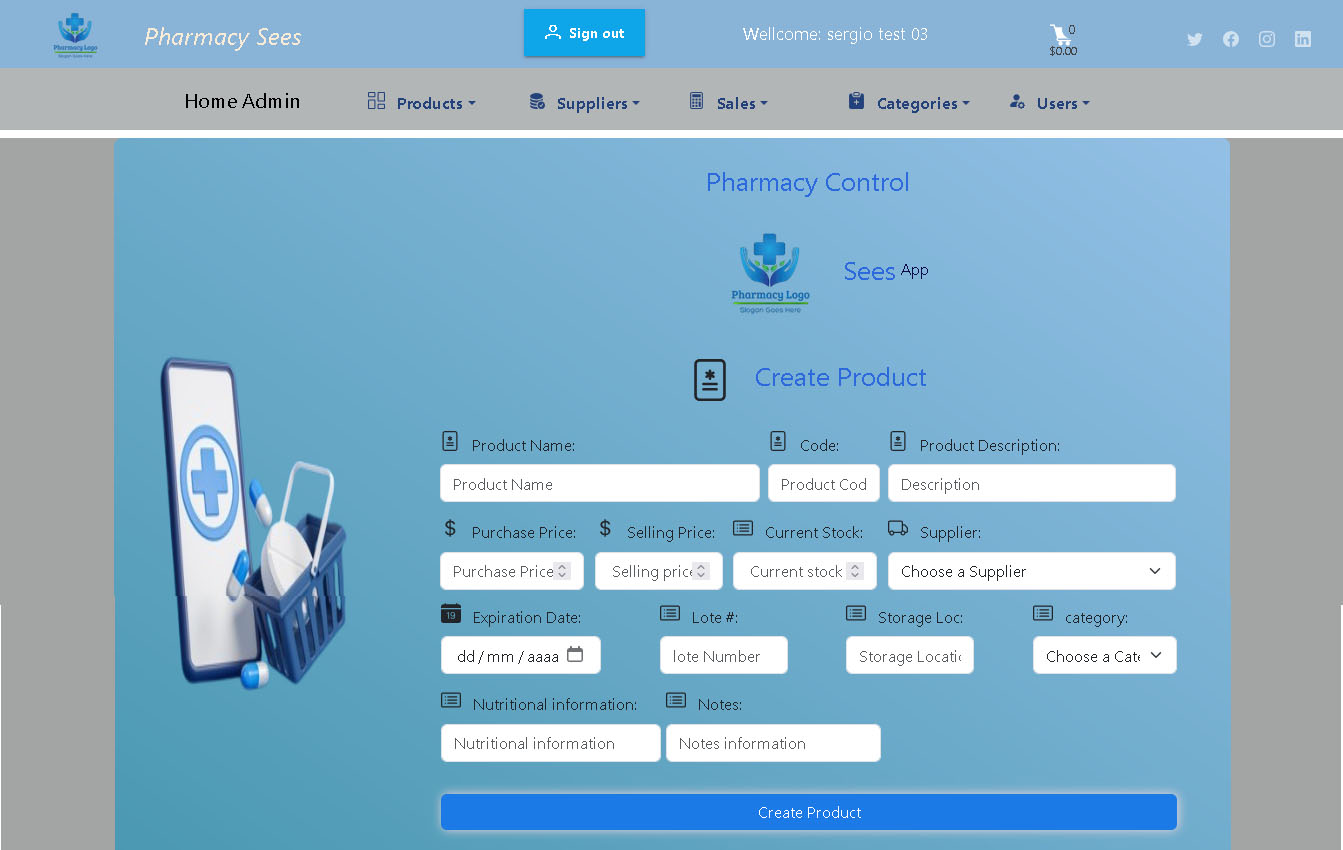 Pharmacy Logo
Pharmacy Sees
Sign out
Wellcome: sergio test 03
0
$0.00
Home Admin
Products
Suppliers
Sales
Categories
Users
Pharmacy Control
Pharmacy Logo
Slogan Goes Here
Sees App
Create Product
Product Name: Code: Product Description:
Product Name Product Cod Description
$ Purchase Price: $ Selling Price: Current Stock: Supplier:
Purchase Price Selling price Current stock Choose a Supplier
19 Expiration Date: Lote #: Storage Loc: category:
dd/mm/aaaa lote Number Storage Locatic Choose a Cate
Nutritional information: Notes:
Nutritional information Notes information
Create Product